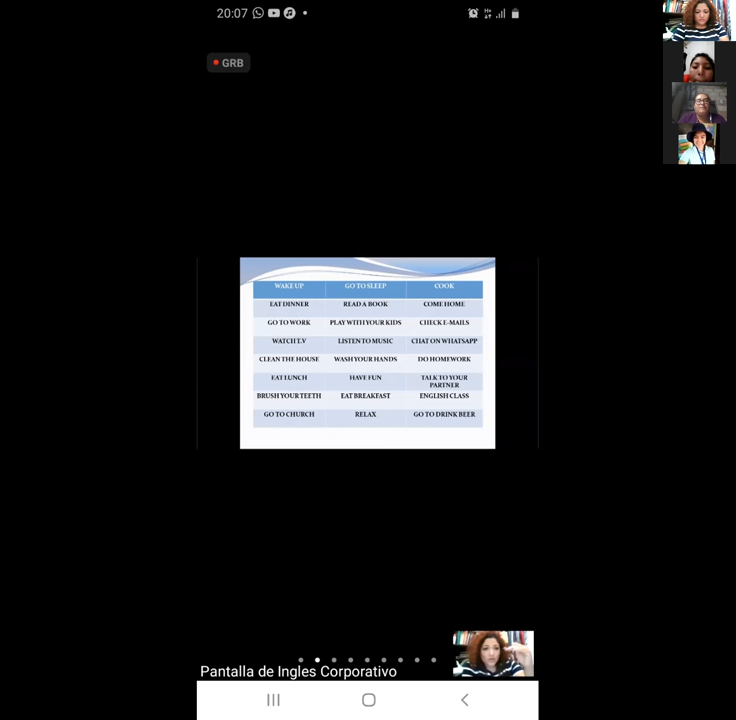 20:07
GRB
WAKE UP GO TO SLEEP COOK
EAT DINNER READ A BOOK COME HOME
GO TO WORK PLAY WITH YOUR KIDS CHECK E-MAILS
WATCH T.V LISTEN TO MUSIC CHAT ON WHATSAPP
CLEAN THE HOUSE WASH YOUR HANDS DO HOMEWORK
EAT LUNCH HAVE FUN TALK TO YOUR
PARTNER
BRUSH YOUR TEETH EAT BREAKFAST ENGLISH CLASS
GO TO CHURCH RELAX GO TO DRINK BEER
Pantalla de Ingles Corporativo